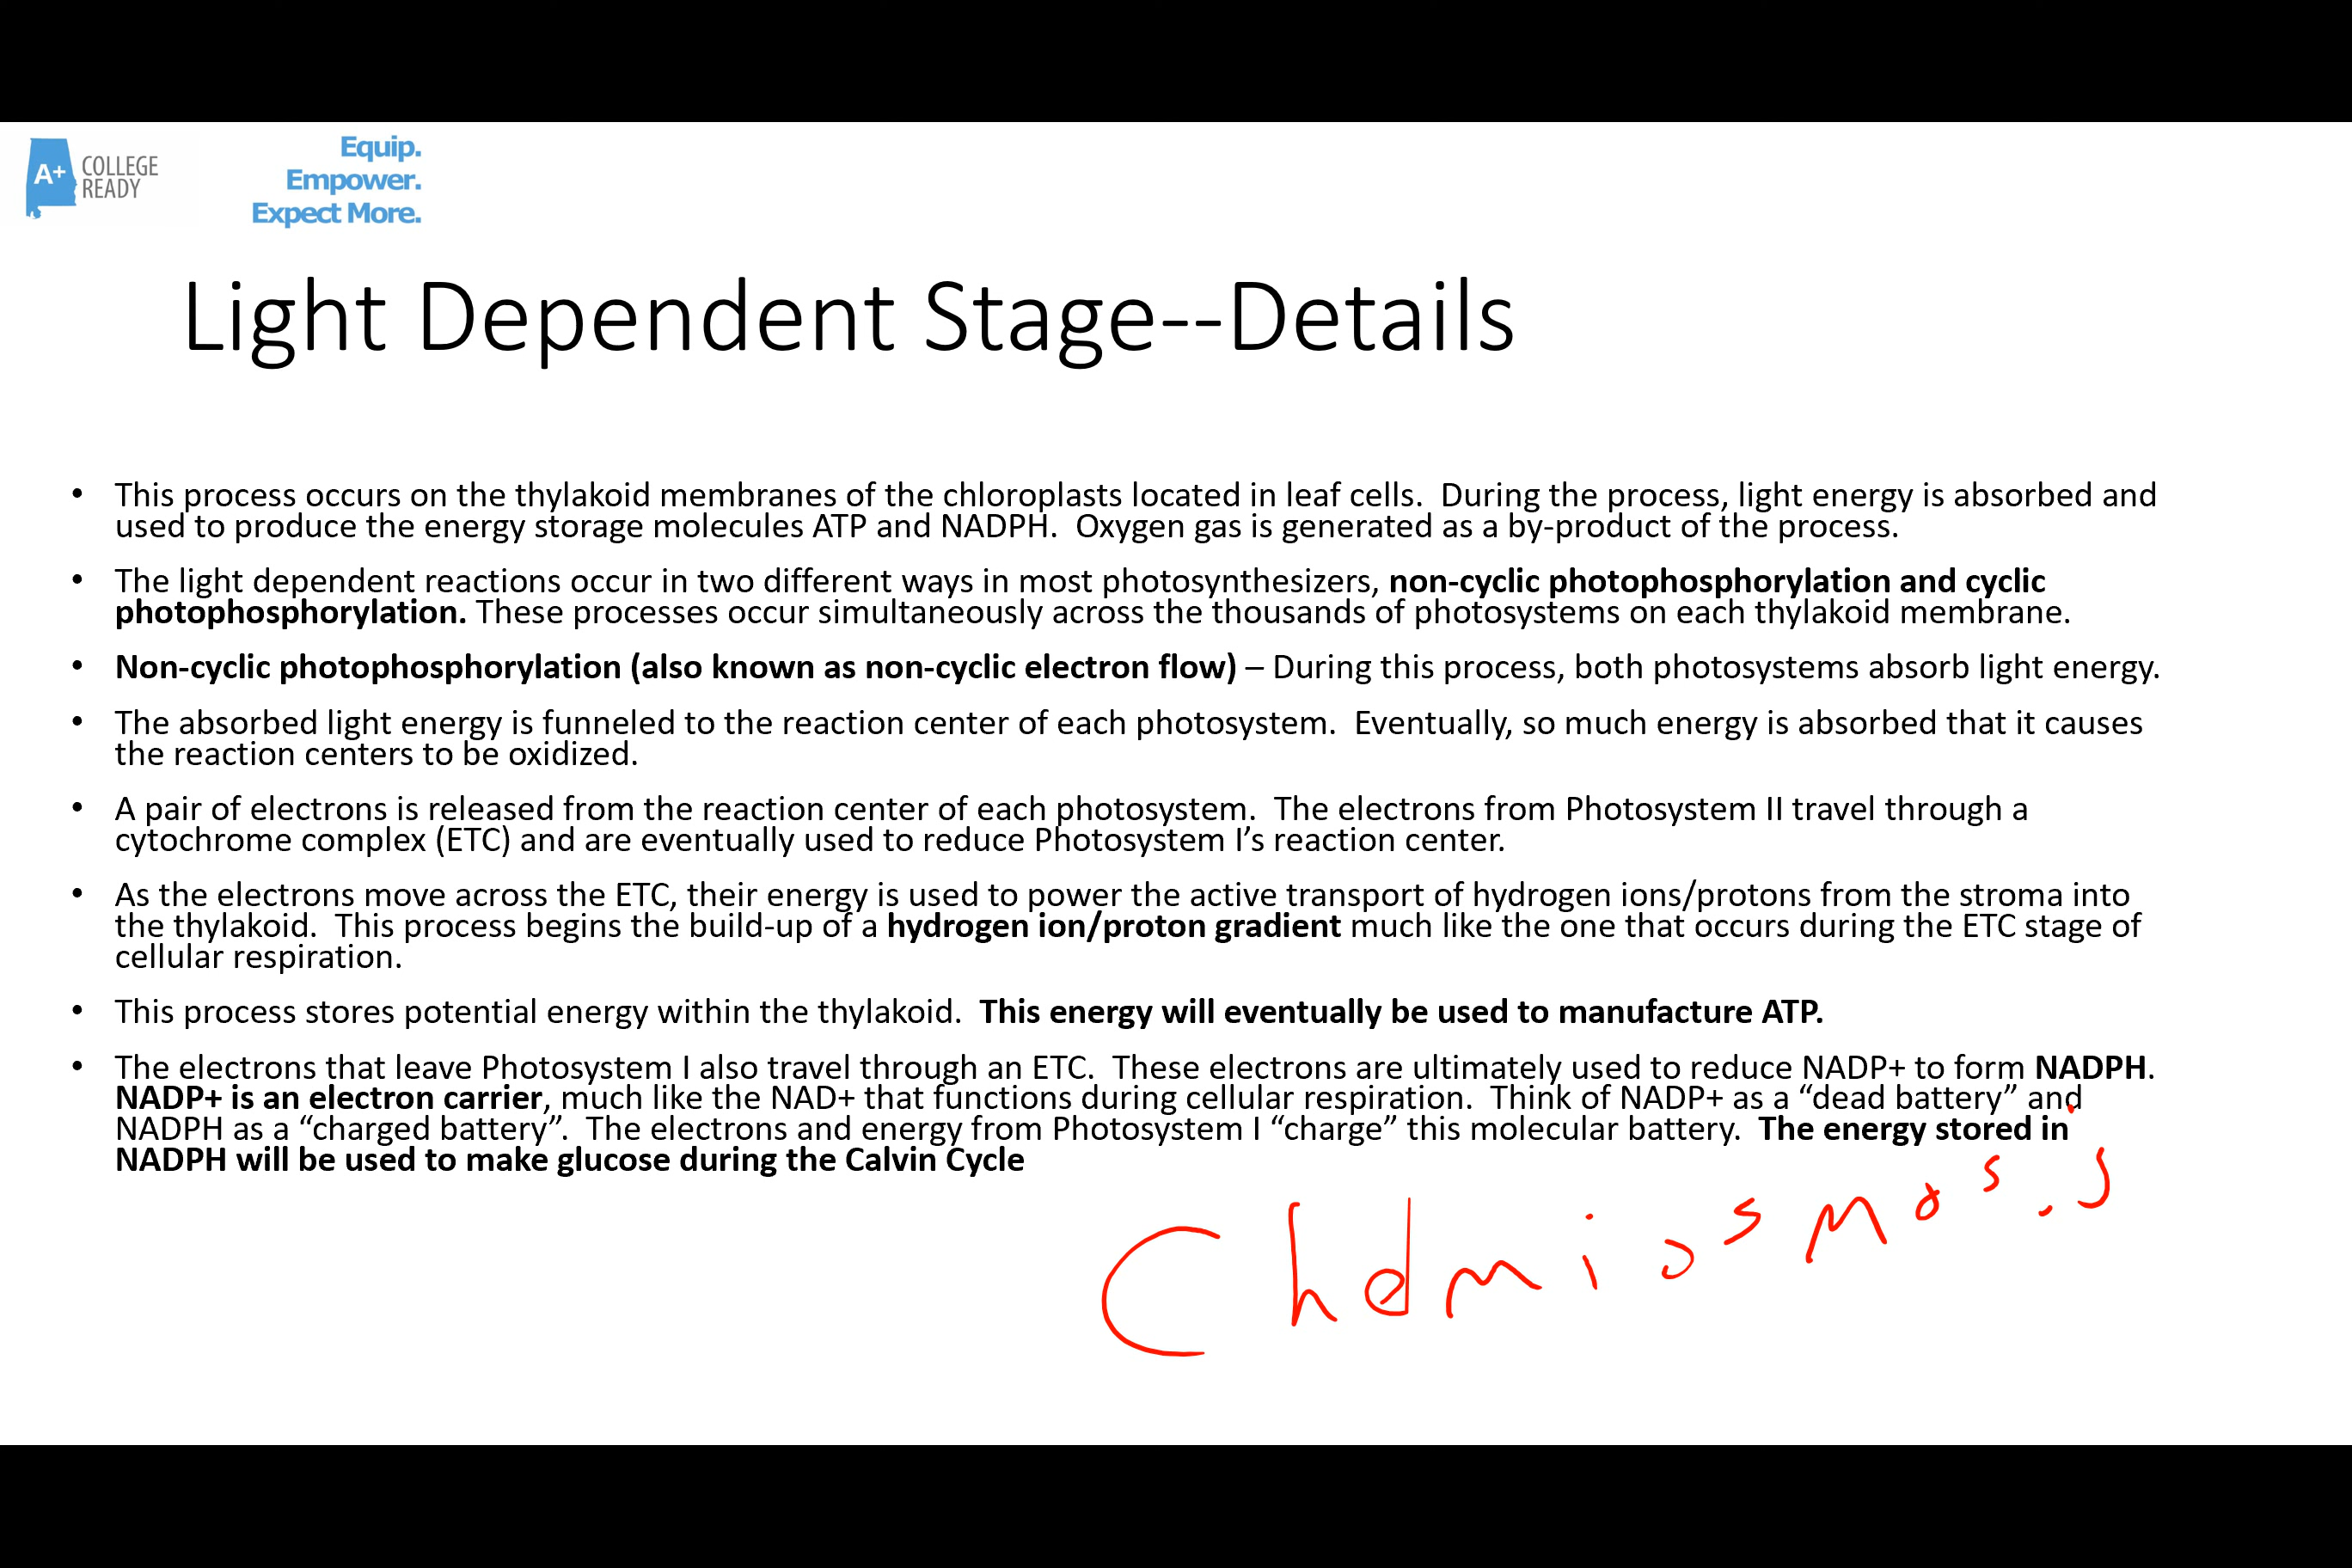 A+ COLLEGE
READY
Equip.
Empower.
Expect More.
Light Dependent Stage--Details
• This process occurs on the thylakoid membranes of the chloroplasts located in leaf cells.  During the process, light energy is absorbed and
used to produce the energy storage molecules ATP and NADPH.  Oxygen gas is generated as a by-product of the process.
• The light dependent reactions occur in two different ways in most photosynthesizers, non-cyclic photophosphorylation and cyclic
photophosphorylation. These processes occur simultaneously across the thousands of photosystems on each thylakoid membrane.
• Non-cyclic photophosphorylation (also known as non-cyclic electron flow) – During this process, both photosystems absorb light energy.
• The absorbed light energy is funneled to the reaction center of each photosystem.  Eventually, so much energy is absorbed that it causes
the reaction centers to be oxidized.
• A pair of electrons is released from the reaction center of each photosystem.  The electrons from Photosystem II travel through a
cytochrome complex (ETC) and are eventually used to reduce Photosystem I’s reaction center.
• As the electrons move across the ETC, their energy is used to power the active transport of hydrogen ions/protons from the stroma into
the thylakoid.  This process begins the build-up of a hydrogen ion/proton gradient much like the one that occurs during the ETC stage of
cellular respiration.
• This process stores potential energy within the thylakoid.  This energy will eventually be used to manufacture ATP.
• The electrons that leave Photosystem I also travel through an ETC.  These electrons are ultimately used to reduce NADP+ to form NADPH.
NADP+ is an electron carrier, much like the NAD+ that functions during cellular respiration.  Think of NADP+ as a “dead battery” and
NADPH as a “charged battery”.  The electrons and energy from Photosystem I “charge” this molecular battery.  The energy stored in
NADPH will be used to make glucose during the Calvin Cycle
Chemiosmosis